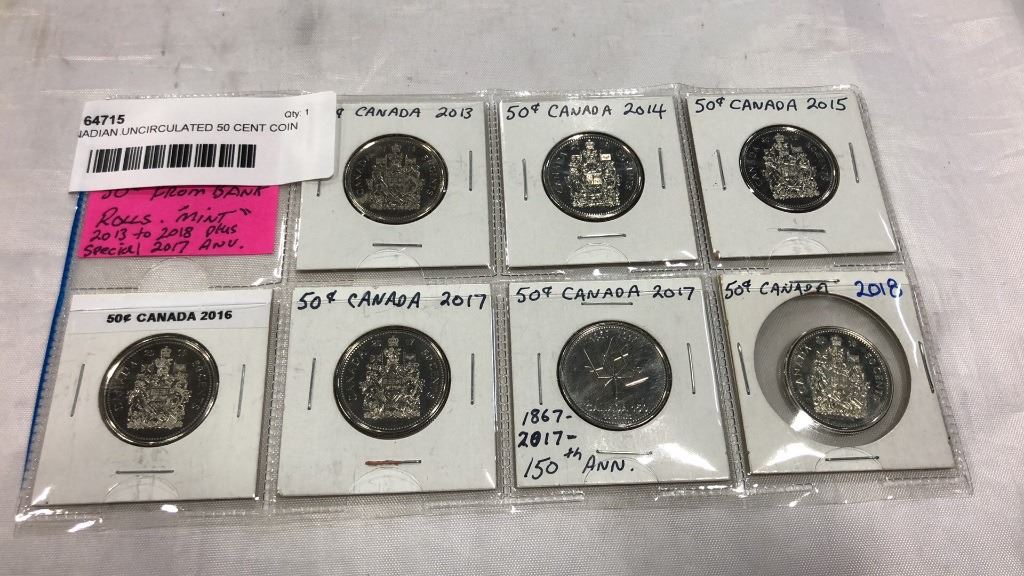 64715 Qty: 1
NADIAN UNCIRCULATED 50 CENT COIN
FROM BANK
ROLLS. "MINT"
2013 to 2018 plus
Special 2017 ANV.
¢ CANADA 2013
50¢ CANADA 2014
50¢ CANADA 2015
50¢ CANADA 2016
50¢ CANADA 2017
50¢ CANADA 2017
1867-
2017-
150th ANN.
50¢ CANADA 2018